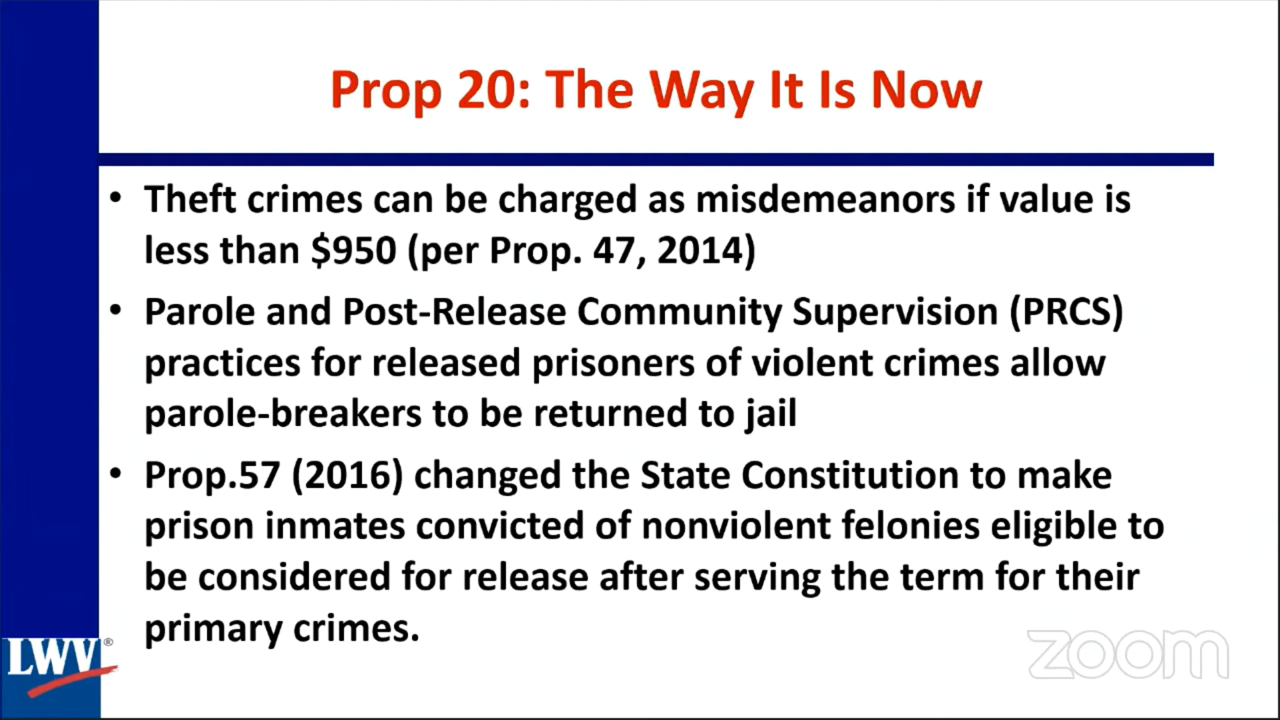 Prop 20: The Way It Is Now
• Theft crimes can be charged as misdemeanors if value is
less than $950 (per Prop. 47, 2014)
• Parole and Post-Release Community Supervision (PRCS)
practices for released prisoners of violent crimes allow
parole-breakers to be returned to jail
• Prop.57 (2016) changed the State Constitution to make
prison inmates convicted of nonviolent felonies eligible to
be considered for release after serving the term for their
primary crimes.
LWV®
zoom